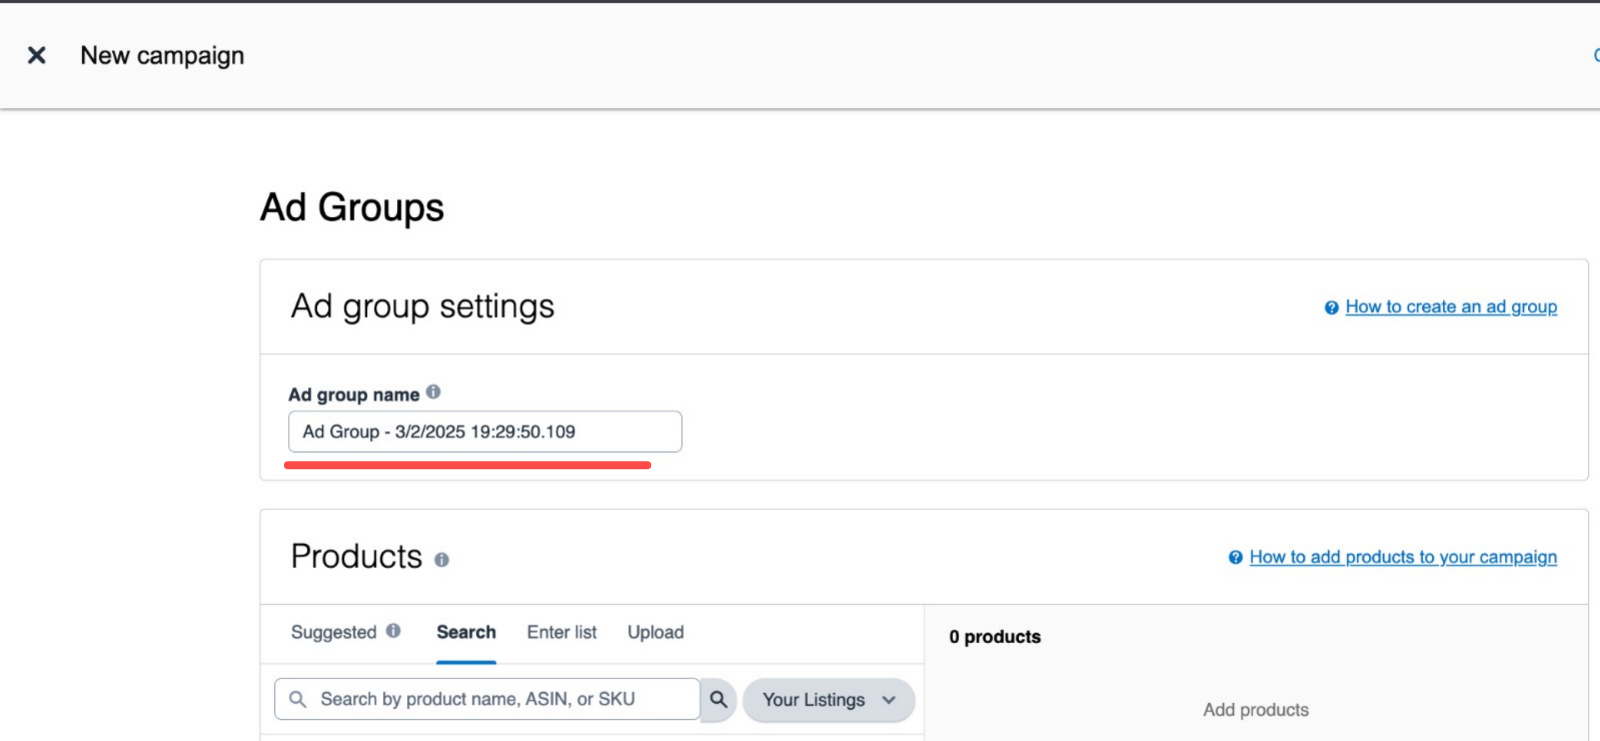 New campaign
Ad Groups
Ad group settings
How to create an ad group
Ad group name
Ad Group - 3/2/2025 19:29:50.109
Products
How to add products to your campaign
Suggested Search Enter list Upload
0 products
Search by product name, ASIN, or SKU
Your Listings
Add products